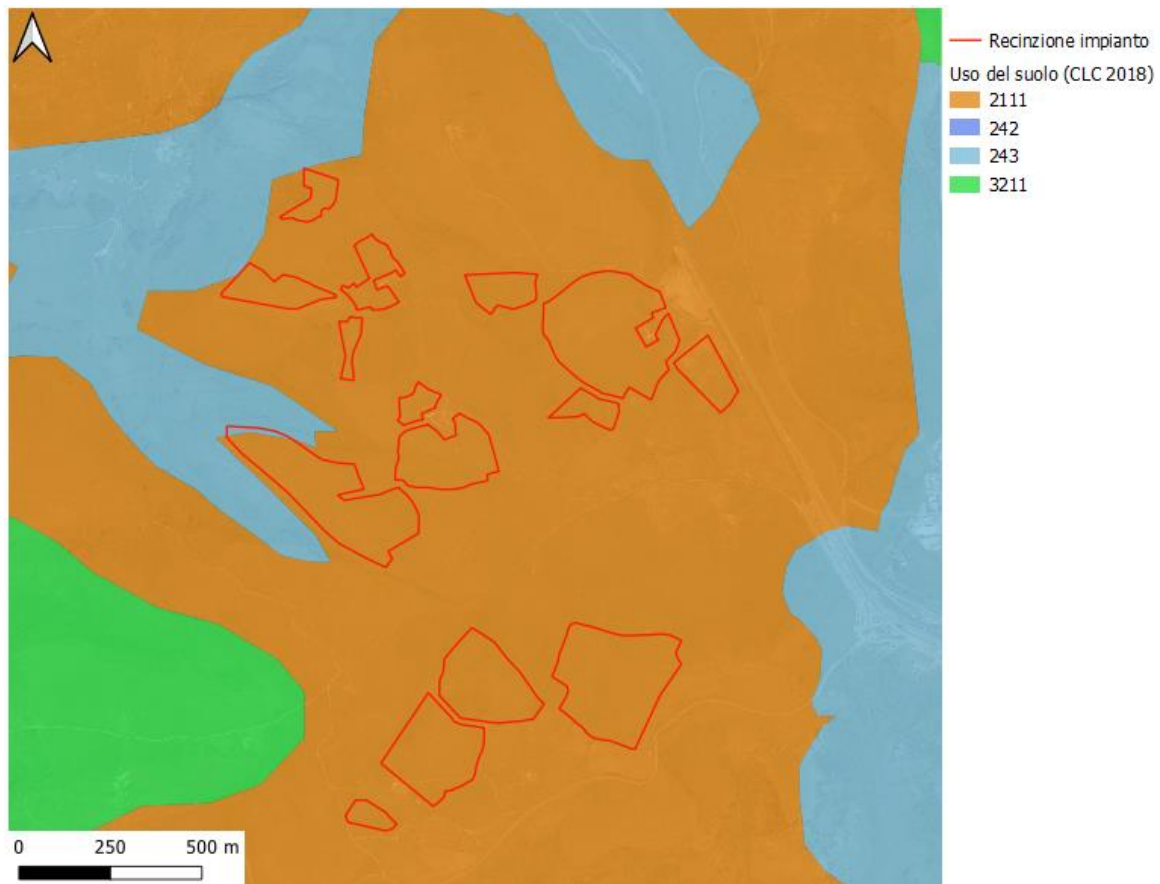 Recinzione impianto
Uso del suolo (CLC 2018)
2111
242
243
3211
0 250 500 m